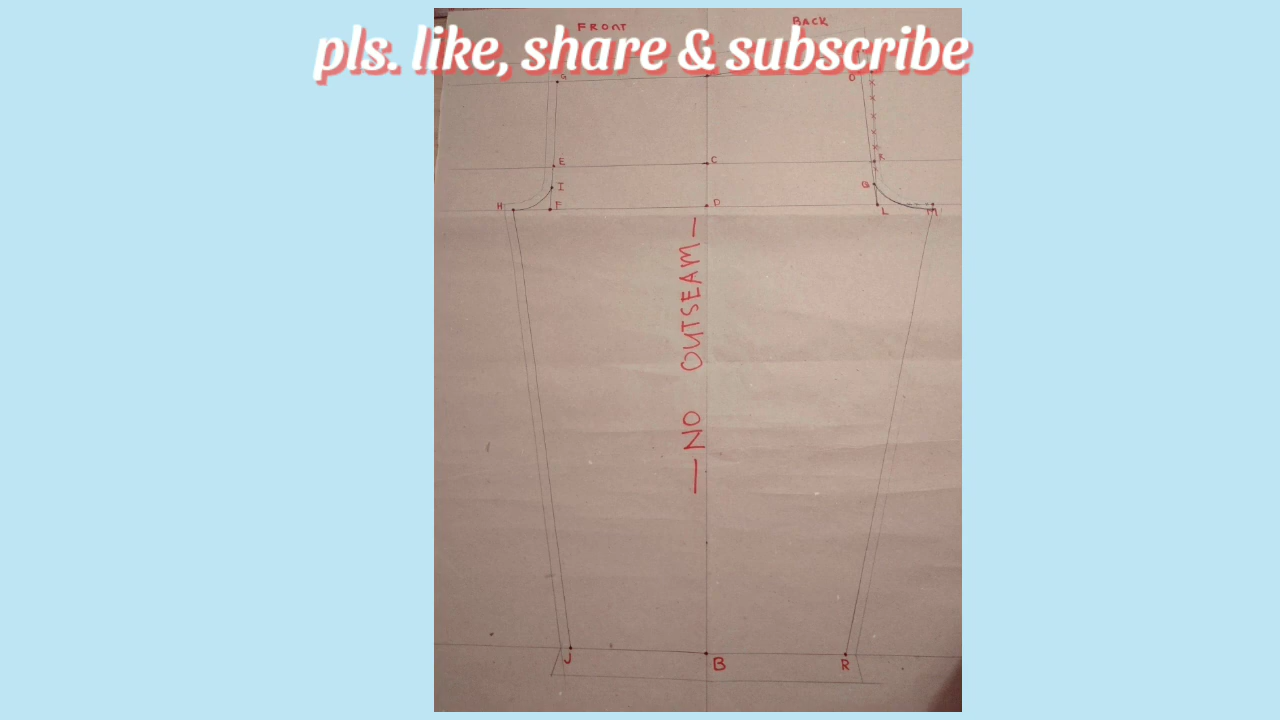 FRONT
BACK
pls. like, share & subscribe
G
O
E
C
K
I
Q
H
F
D
L
M
— NO OUTSEAM —
J
B
R